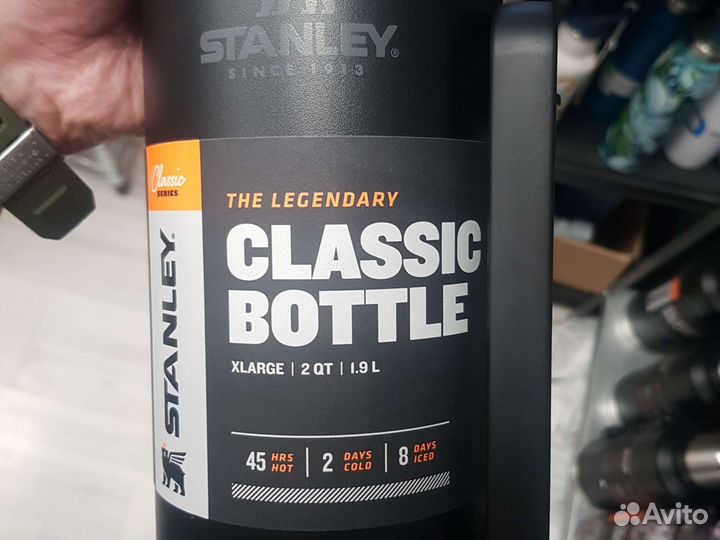 STANLEY®
SINCE 1913
Classic
SERIES
STANLEY®
THE LEGENDARY
CLASSIC
BOTTLE
XLARGE | 2 QT | 1.9 L
45 HRS HOT | 2 DAYS COLD | 8 DAYS ICED
Avito